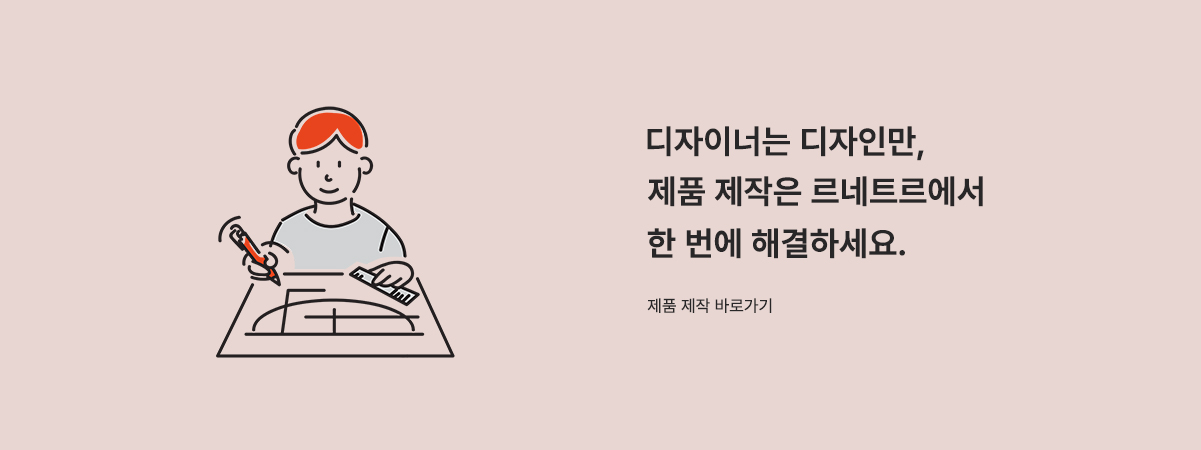 디자이너는 디자인만,
제품 제작은 르네트르에서
한 번에 해결하세요.
제품 제작 바로가기